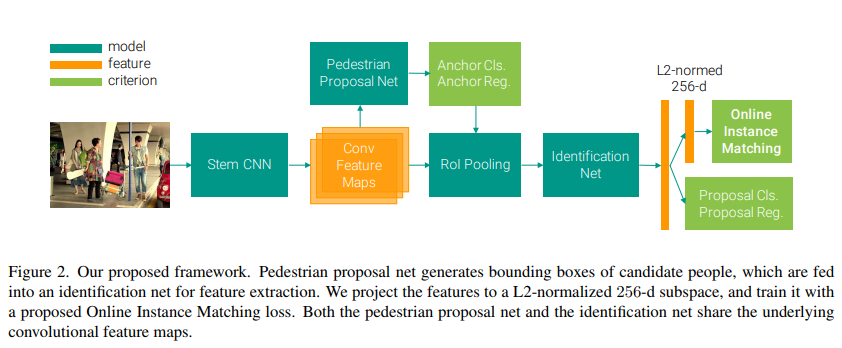 model
feature
criterion
Pedestrian
Proposal Net
Anchor Cls.
Anchor Reg.
L2-normed
256-d
Stem CNN
Conv
Feature
Maps
RoI Pooling
Identification
Net
Online
Instance
Matching
Proposal Cls.
Proposal Reg.
Figure 2. Our proposed framework. Pedestrian proposal net generates bounding boxes of candidate people, which are fed
into an identification net for feature extraction. We project the features to a L2-normalized 256-d subspace, and train it with
a proposed Online Instance Matching loss. Both the pedestrian proposal net and the identification net share the underlying
convolutional feature maps.